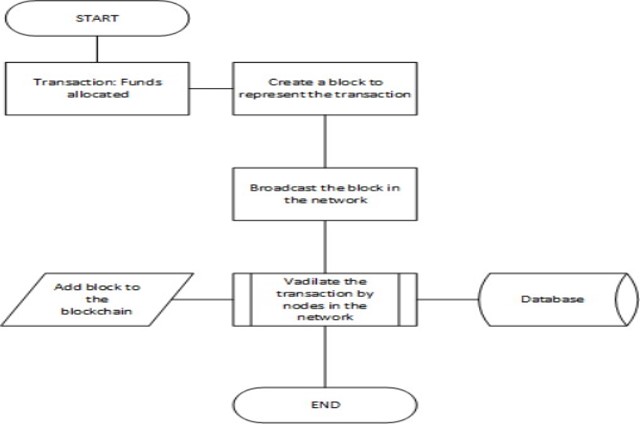 START
Transaction: Funds
allocated
Create a block to
represent the transaction
Broadcast the block in
the network
Add block to
the
blockchain
Vadilate the
transaction by
nodes in the
network
Database
END